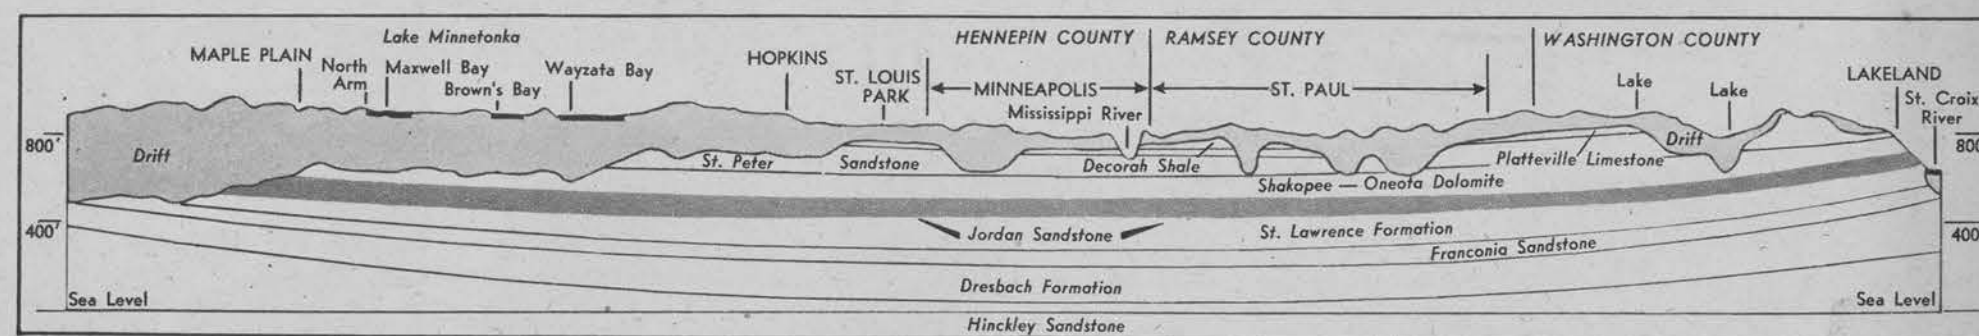 HENNEPIN COUNTY
RAMSEY COUNTY
WASHINGTON COUNTY
Lake Minnetonka
MAPLE PLAIN
North
Arm
Maxwell Bay
Brown's Bay
Wayzata Bay
HOPKINS
ST. LOUIS
PARK
MINNEAPOLIS
ST. PAUL
Mississippi River
Lake
Lake
LAKELAND
St. Croix
River
800'
800
Drift
St. Peter
Sandstone
Decorah Shale
Platteville Limestone
Drift
Shakopee — Oneota Dolomite
400'
400
Jordan Sandstone
St. Lawrence Formation
Franconia Sandstone
Dresbach Formation
Sea Level
Sea Level
Hinckley Sandstone